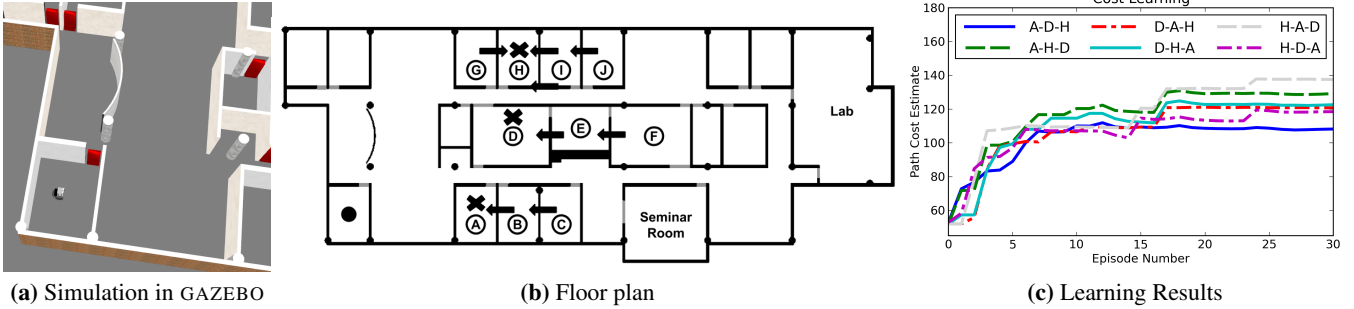 G H I J
D E F
A B C
Lab
Seminar
Room
Cost Learning
A-D-H D-A-H H-A-D
A-H-D D-H-A H-D-A
Path Cost Estimate
180
160
140
120
100
80
60
0 5 10 15 20 25 30
Episode Number
(a) Simulation in GAZEBO
(b) Floor plan
(c) Learning Results